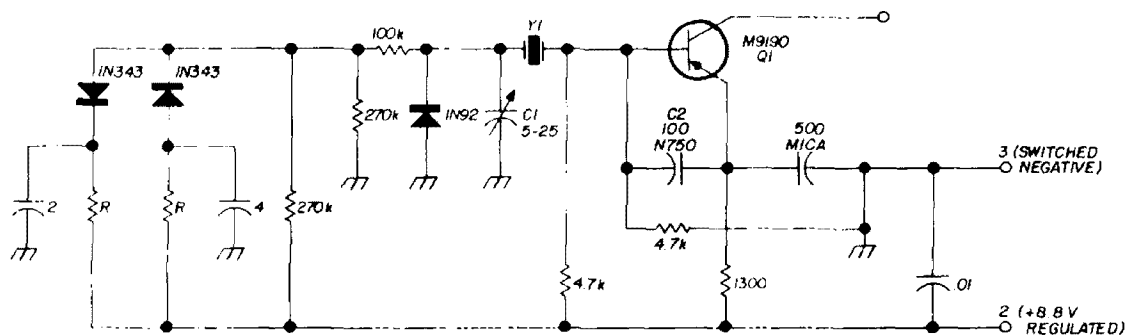 IN343
IN343
100k
Y1
M9190
Q1
270k
IN92
C1
5-25
C2
100
N750
500
MICA
3 (SWITCHED
NEGATIVE)
2
R
R
4
270k
4.7k
4.7k
1300
.01
2 (+8.8V
REGULATED)